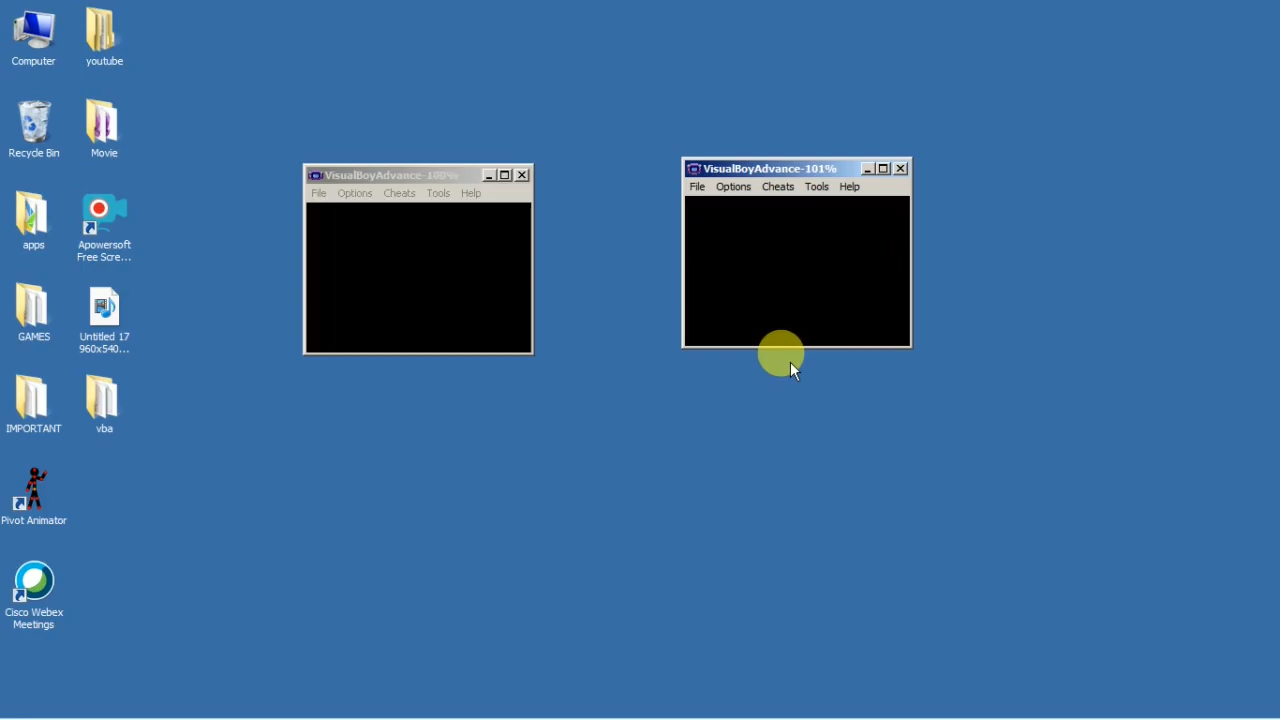 Computer
youtube
Recycle Bin
Movie
apps
Apowersoft
Free Scre...
GAMES
Untitled 17
960x540...
IMPORTANT
vba
Pivot Animator
Cisco Webex
Meetings
VisualBoyAdvance-100%
File Options Cheats Tools Help
VisualBoyAdvance-101%
File Options Cheats Tools Help